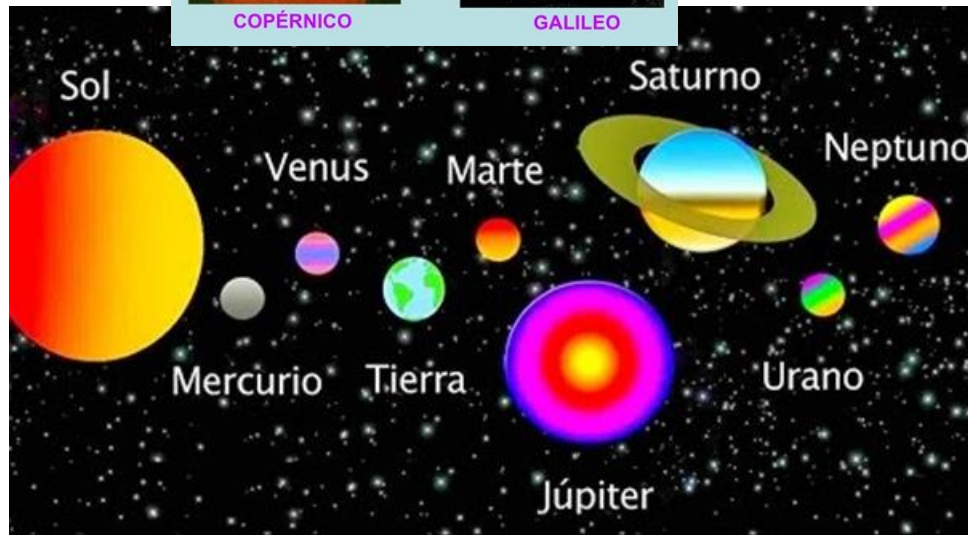 COPÉRNICO GALILEO
Sol
Saturno
Venus
Marte
Neptuno
Mercurio
Tierra
Urano
Júpiter